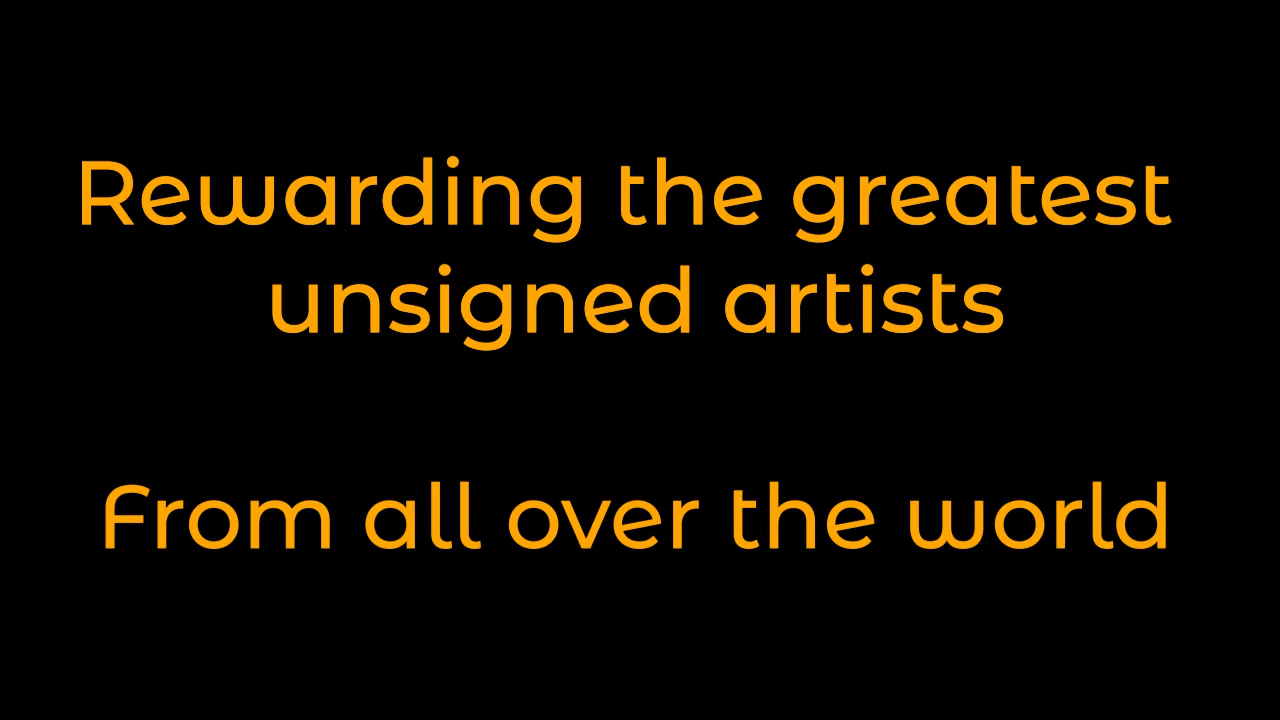 Rewarding the greatest
unsigned artists
From all over the world